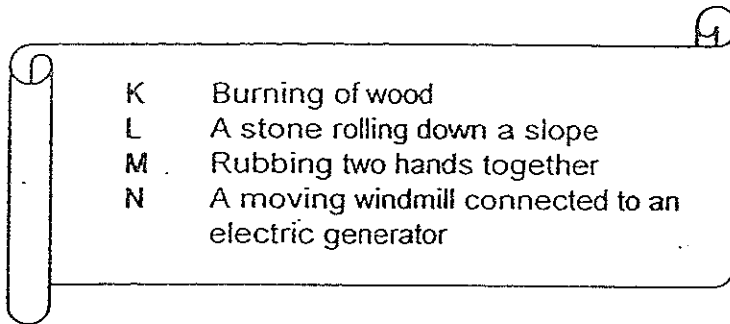 K Burning of wood
L A stone rolling down a slope
M Rubbing two hands together
N A moving windmill connected to an
electric generator